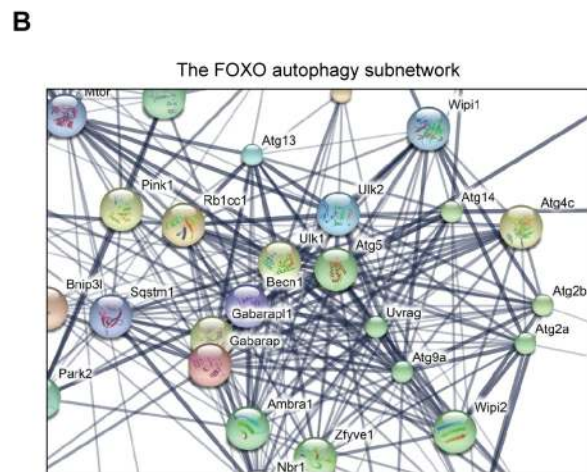 B
The FOXO autophagy subnetwork
Mtor
Wipi1
Atg13
Pink1
Rb1cc1
Ulk2
Atg14
Atg4c
Ulk1
Atg5
Becn1
Bnip3l
Sqstm1
Atg2b
Gabarapl1
Uvrag
Gabarap
Atg2a
Atg9a
Park2
Ambra1
Wipi2
Zfyve1
Nbr1